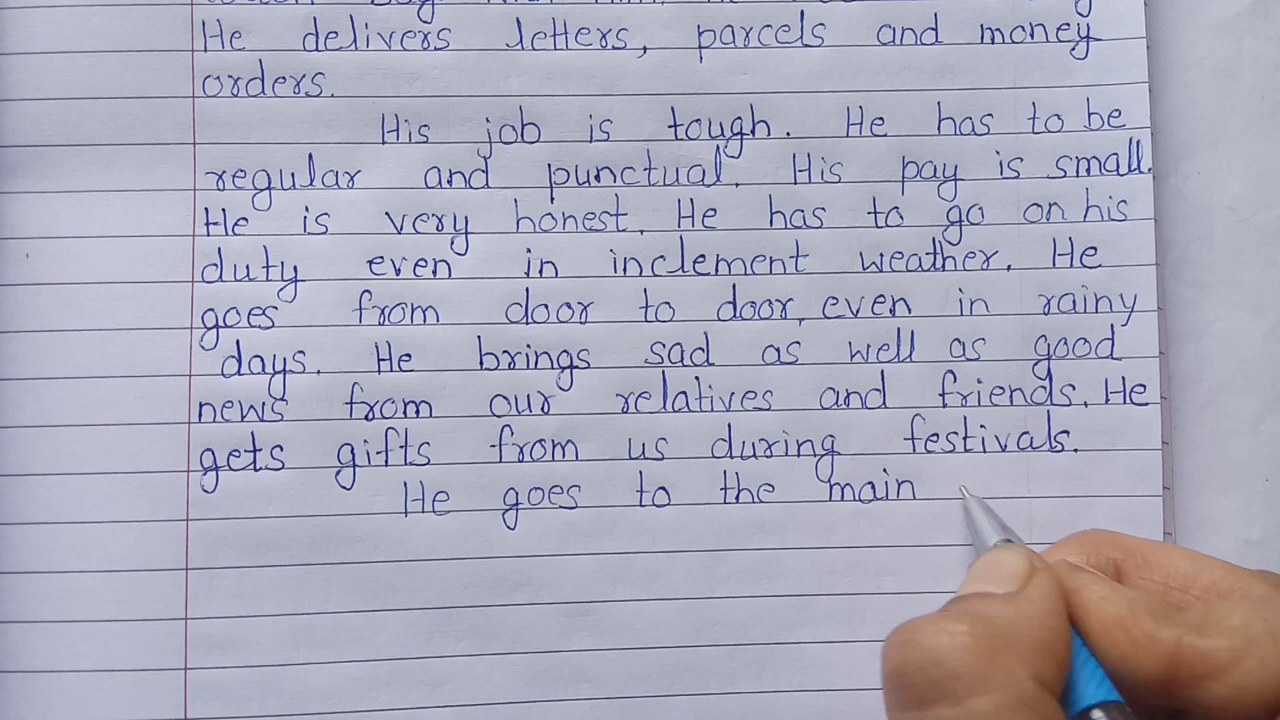 He delivers letters, parcels and money
orders.
His job is tough. He has to be
regular and punctual. His pay is small.
He is very honest. He has to go on his
duty even in inclement weather. He
goes from door to door, even in rainy
days. He brings sad as well as good
news from our relatives and friends. He
gets gifts from us during festivals.
He goes to the main